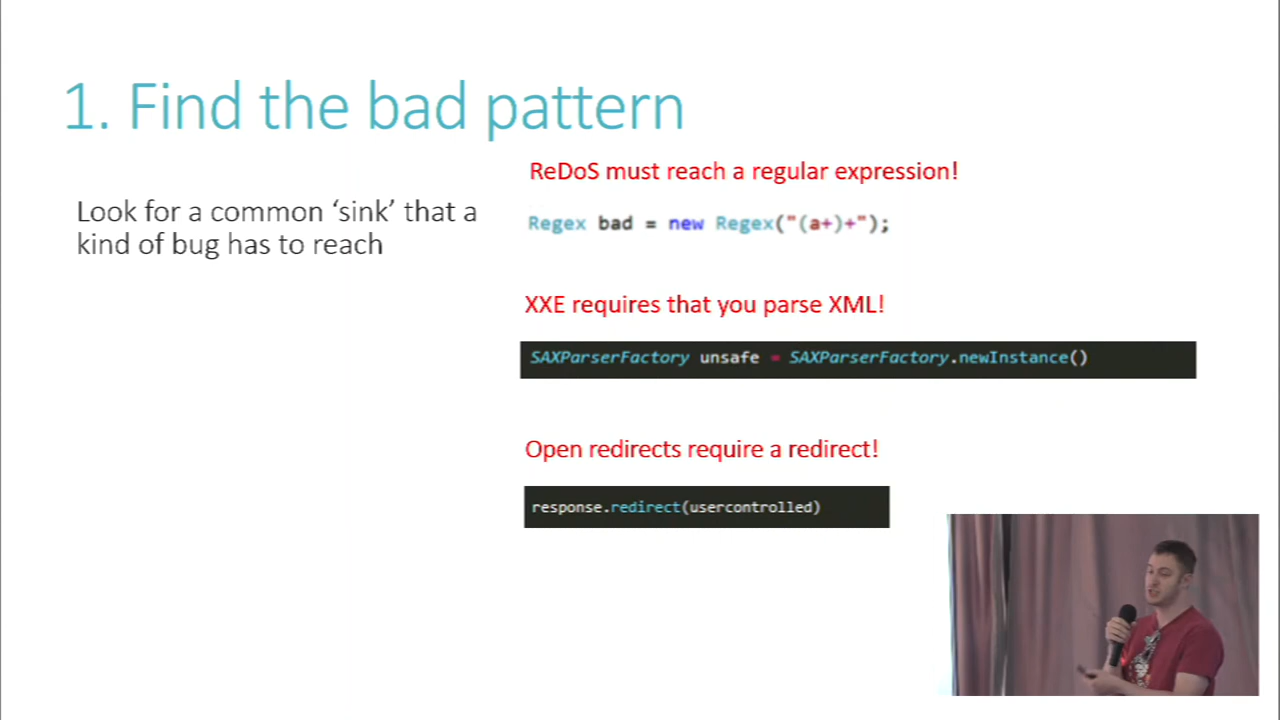 1. Find the bad pattern
Look for a common ‘sink’ that a
kind of bug has to reach
ReDoS must reach a regular expression!
Regex bad = new Regex("(a+)+");
XXE requires that you parse XML!
SAXParserFactory unsafe = SAXParserFactory.newInstance()
Open redirects require a redirect!
response.redirect(usercontrolled)